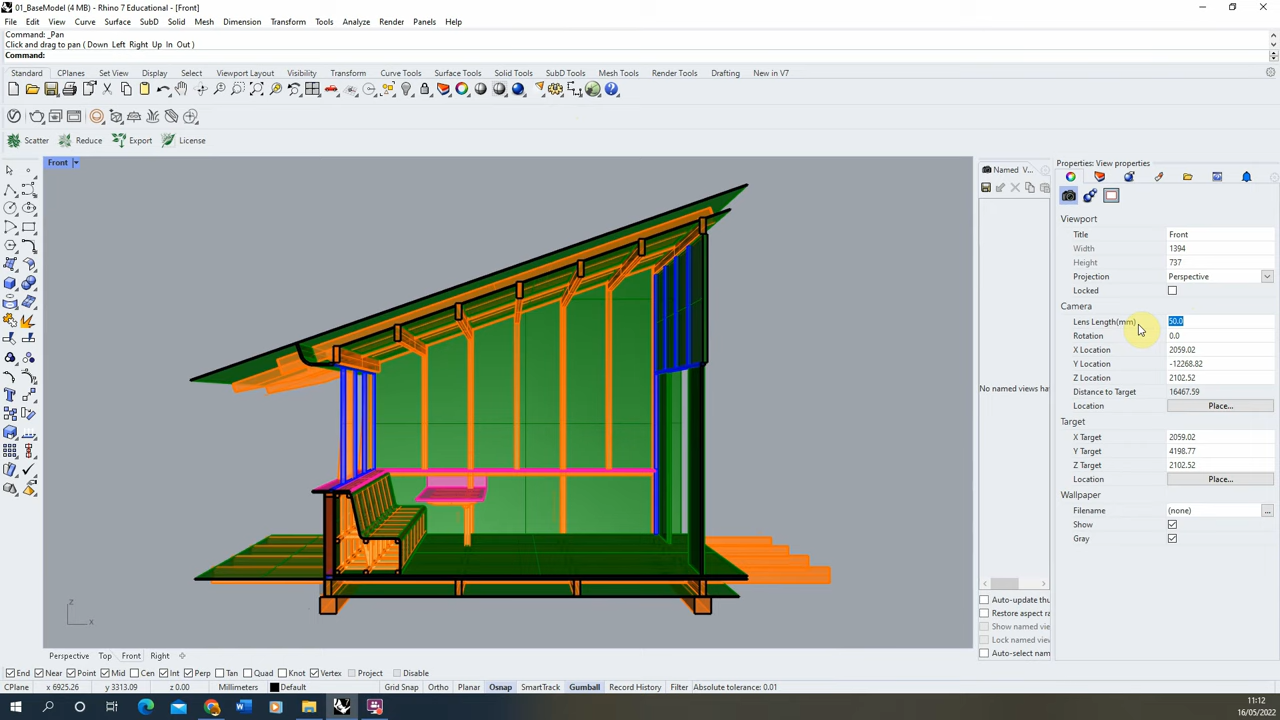 01_BaseModel (4 MB) - Rhino 7 Educational - [Front]
File Edit View Curve Surface SubD Solid Mesh Dimension Transform Tools Analyze Render Panels Help
Command: _Pan
Click and drag to pan ( Down Left Right Up In Out )
Command:
Standard CPlanes Set View Display Select Viewport Layout Visibility Transform Curve Tools Surface Tools Solid Tools SubD Tools Mesh Tools Render Tools Drafting New in V7
Scatter Reduce Export License
Front
Named V...
No named views ha
Auto-update thu
Restore aspect ra
Show named view
Lock named view
Auto-select nam
Properties: View properties
Viewport
Title Front
Width 1394
Height 737
Projection Perspective
Locked
Camera
Lens Length(mm) 50.0
Rotation 0.0
X Location 2059.02
Y Location -12268.82
Z Location 2102.52
Distance to Target 16467.59
Location Place...
Target
X Target 2059.02
Y Target 4198.77
Z Target 2102.52
Location Place...
Wallpaper
Filename (none) ...
Show
Gray
z
x
Perspective Top Front Right
End Near Point Mid Cen Int Perp Tan Quad Knot Vertex Project Disable
CPlane x 6925.26 y 3313.09 z 0.00 Millimeters Default Grid Snap Ortho Planar Osnap SmartTrack Gumball Record History Filter Absolute tolerance: 0.01
11:12
16/05/2022